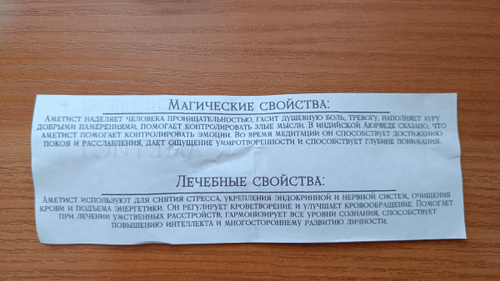 Магические свойства:
Аметист наделяет человека проницательностью, гасит душевную боль, тревогу, наполняет ауру
добрыми намерениями, помогает контролировать злые мысли. В индийской Аюрведе сказано, что
аметист помогает контролировать эмоции. Во время медитации он способствует достижению
покоя и расслабления, дает ощущение умиротворенности и способствует глубине понимания.
Лечебные свойства:
Аметист используют для снятия стресса, укрепления эндокринной и нервной систем, очищения
крови и подъема энергетики. Он регулирует кроветворение и улучшает кровообращение. Помогает
при лечении умственных расстройств, гармонизирует все уровни сознания, способствует
повышению интеллекта и многостороннему развитию личности.